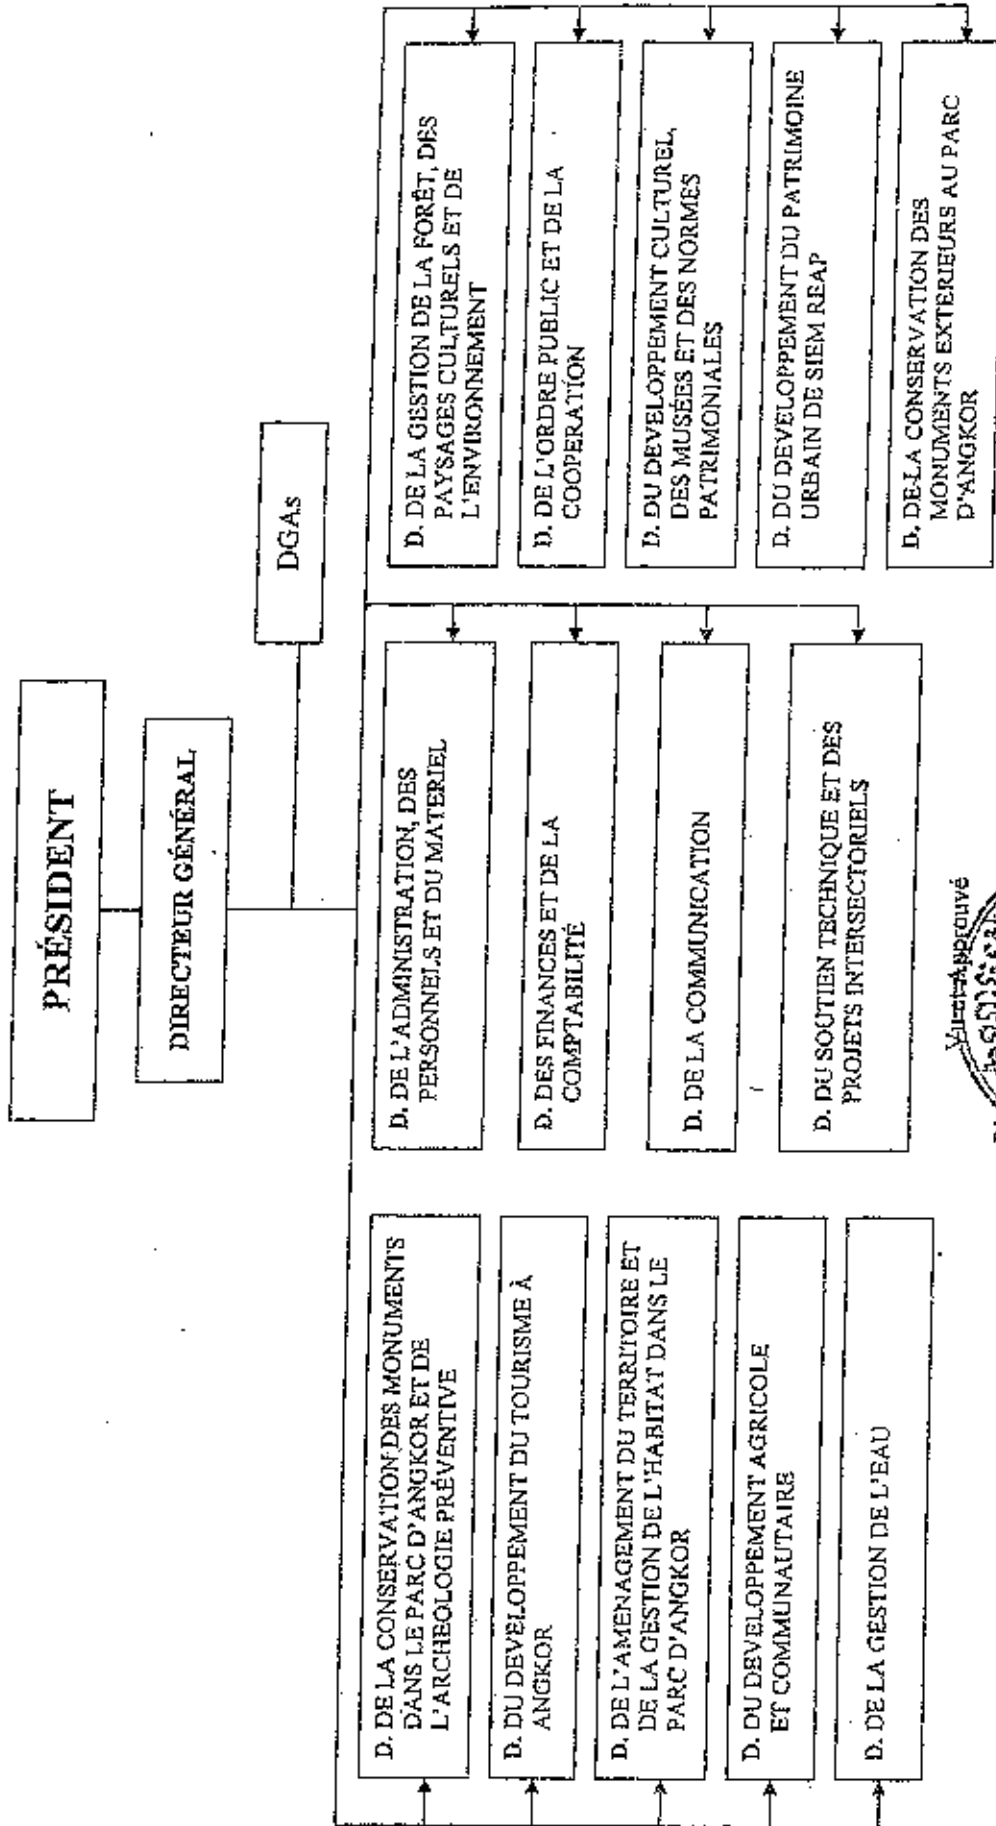 PRÉSIDENT
DIRECTEUR GÉNÉRAL
DGAs
D. DE LA CONSERVATION DES MONUMENTS
DANS LE PARC D'ANGKOR ET DE
L'ARCHEOLOGIE PRÉVENTIVE
D. DU DEVELOPPEMENT DU TOURISME À
ANGKOR
D. DE L'AMÉNAGEMENT DU TERRITOIRE ET
DE LA GESTION DE L'HABITAT DANS LE
PARC D'ANGKOR
D. DU DEVELOPPEMENT AGRICOLE
ET COMMUNAUTAIRE
D. DE LA GESTION DE L'EAU
D. DE L'ADMINISTRATION, DES
PERSONNELS ET DU MATERIEL
D. DES FINANCES ET DE LA
COMPTABILITÉ
D. DE LA COMMUNICATION
D. DU SOUTIEN TECHNIQUE ET DES
PROJETS INTERSECTORIELS
D. DE LA GESTION DE LA FORÊT, DES
PAYSAGES CULTURELS ET DE
L'ENVIRONNEMENT
D. DE L'ORDRE PUBLIC ET DE LA
COOPERATION
D. DU DEVELOPPEMENT CULTUREL,
DES MUSÉES ET DES NORMES
PATRIMONIALES
D. DU DEVELOPPEMENT DU PATRIMOINE
URBAIN DE SIEM REAP
D. DE LA CONSERVATION DES
MONUMENTS EXTERIEURS AU PARC
D'ANGKOR
Vu et Approuvé